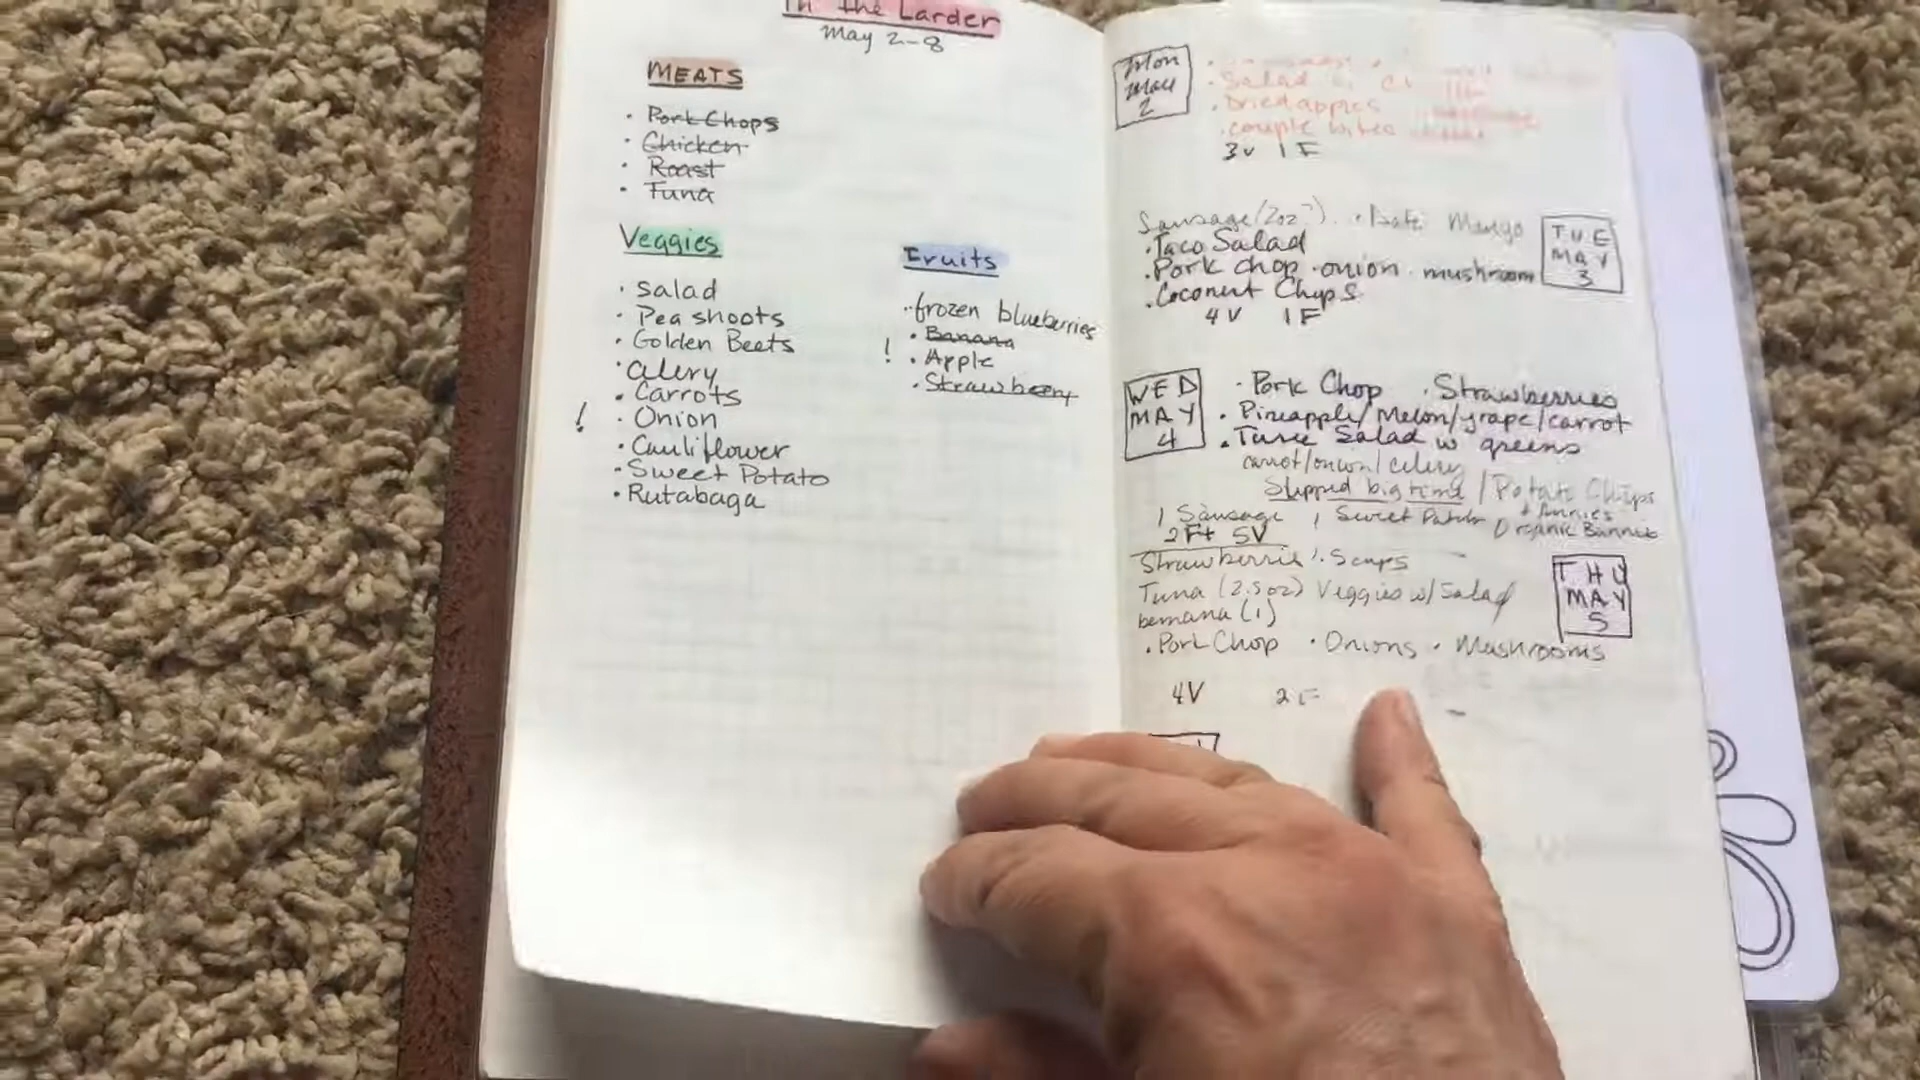 In the Larder
May 2-8
MEATS
• Pork Chops
• Chicken
• Roast
• Tuna
Veggies
• Salad
• Pea shoots
• Golden Beets
• Celery
• Carrots
! • Onion
• Cauliflower
• Sweet Potato
• Rutabaga
Fruits
• frozen blueberries
• Banana
! • Apple
• Strawberry
Mon
May
2
• Salad
• Dried apples
• couple bites
3V 1F
TUE
MAY
3
Sausage (2oz) • Mango
• Taco Salad
• Pork chop • onion • mushroom
• Coconut Chips
4V 1F
WED
MAY
4
• Pork Chop • Strawberries
• Pineapple/Melon/grape/carrot
• Tuna Salad w greens
carrot/onion/celery
Slipped big time / Potato Chips
+ Annies
1 Sausage 1 Sweet Organic
2F+ 5V
THU
MAY
5
Strawberries •
Tuna (2.5oz) Veggies w/ Salad
banana (1)
• Pork Chop • Onions • Mushrooms
4V 2F